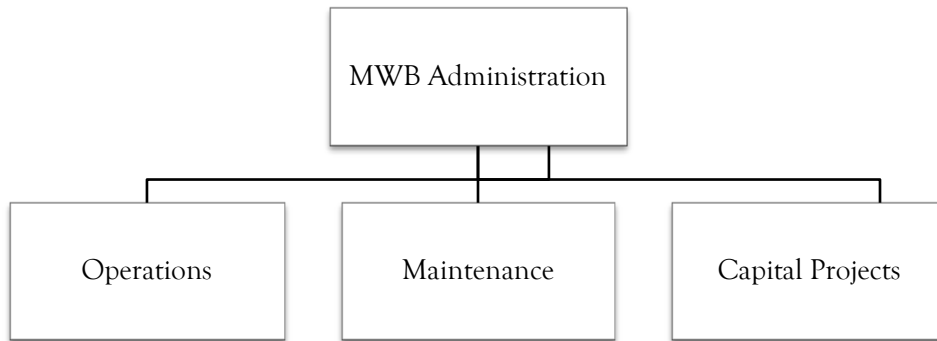 MWB Administration
Operations
Maintenance
Capital Projects